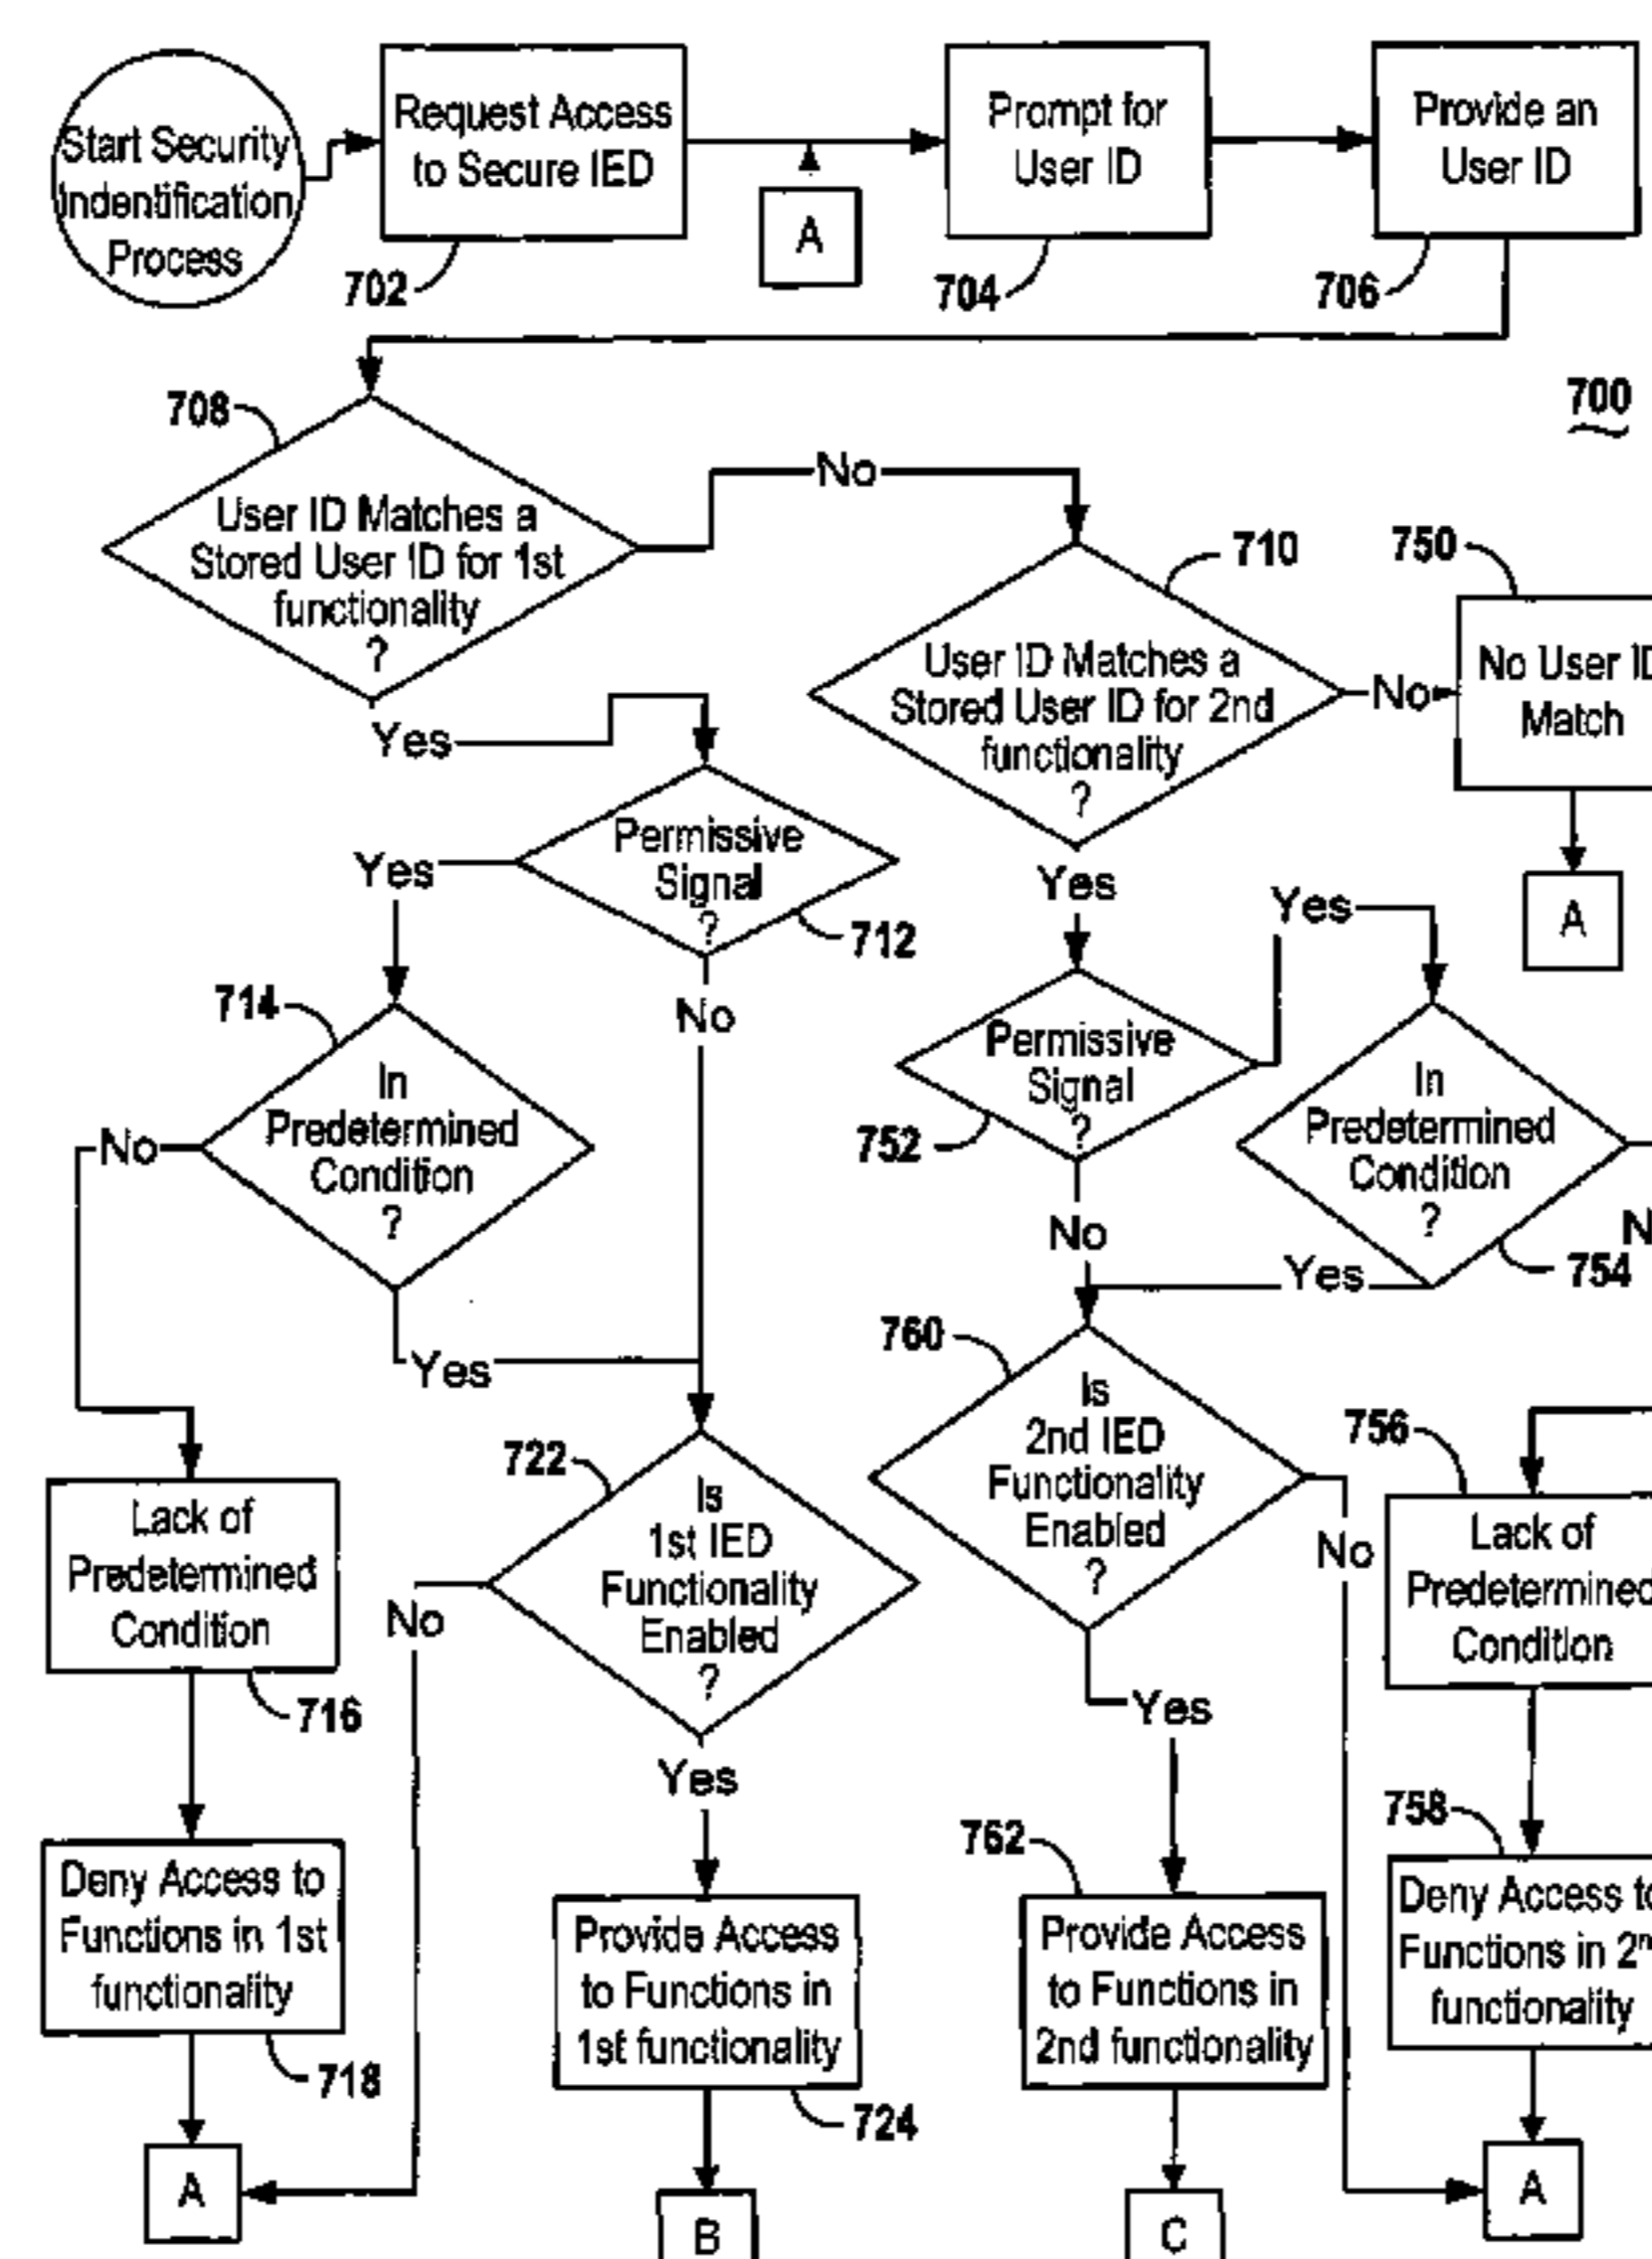 Start Security
Indentification
Process
Request Access
to Secure IED
702
A
Prompt for
User ID
704
Provide an
User ID
706
700
708
User ID Matches a
Stored User ID for 1st
functionality
?
No
710
User ID Matches a
Stored User ID for 2nd
functionality
?
No
750
No User ID
Match
A
Yes
Permissive
Signal
?
712
Yes
No
714
In
Predetermined
Condition
?
No
Yes
Yes
Permissive
Signal
?
752
Yes
No
In
Predetermined
Condition
?
754
Yes
716
Lack of
Predetermined
Condition
722
Is
1st IED
Functionality
Enabled
?
No
Yes
760
Is
2nd IED
Functionality
Enabled
?
No
Yes
756
Lack of
Predetermined
Condition
Deny Access to
Functions in 1st
functionality
718
A
Provide Access
to Functions in
1st functionality
724
B
762
Provide Access
to Functions in
2nd functionality
C
758
Deny Access to
Functions in 2n
functionality
A